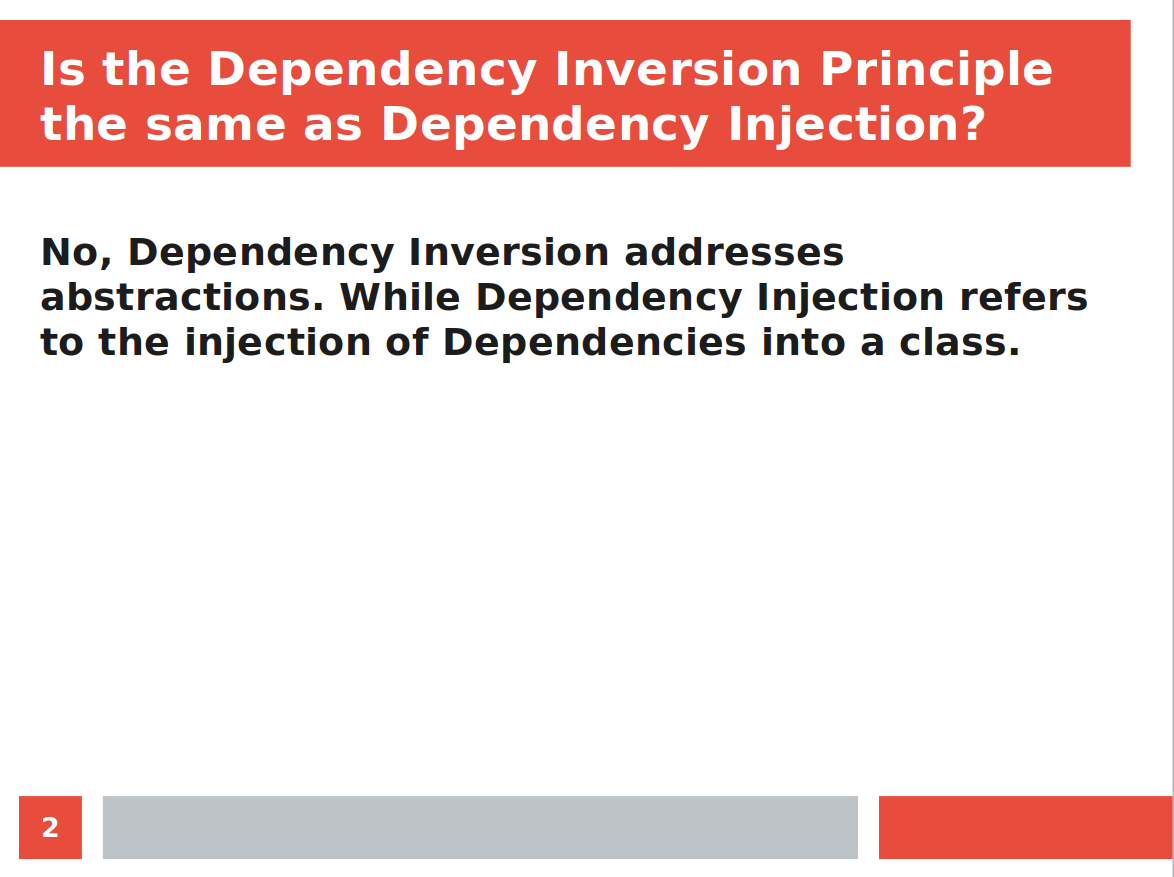 Is the Dependency Inversion Principle
the same as Dependency Injection?
No, Dependency Inversion addresses
abstractions. While Dependency Injection refers
to the injection of Dependencies into a class.
2